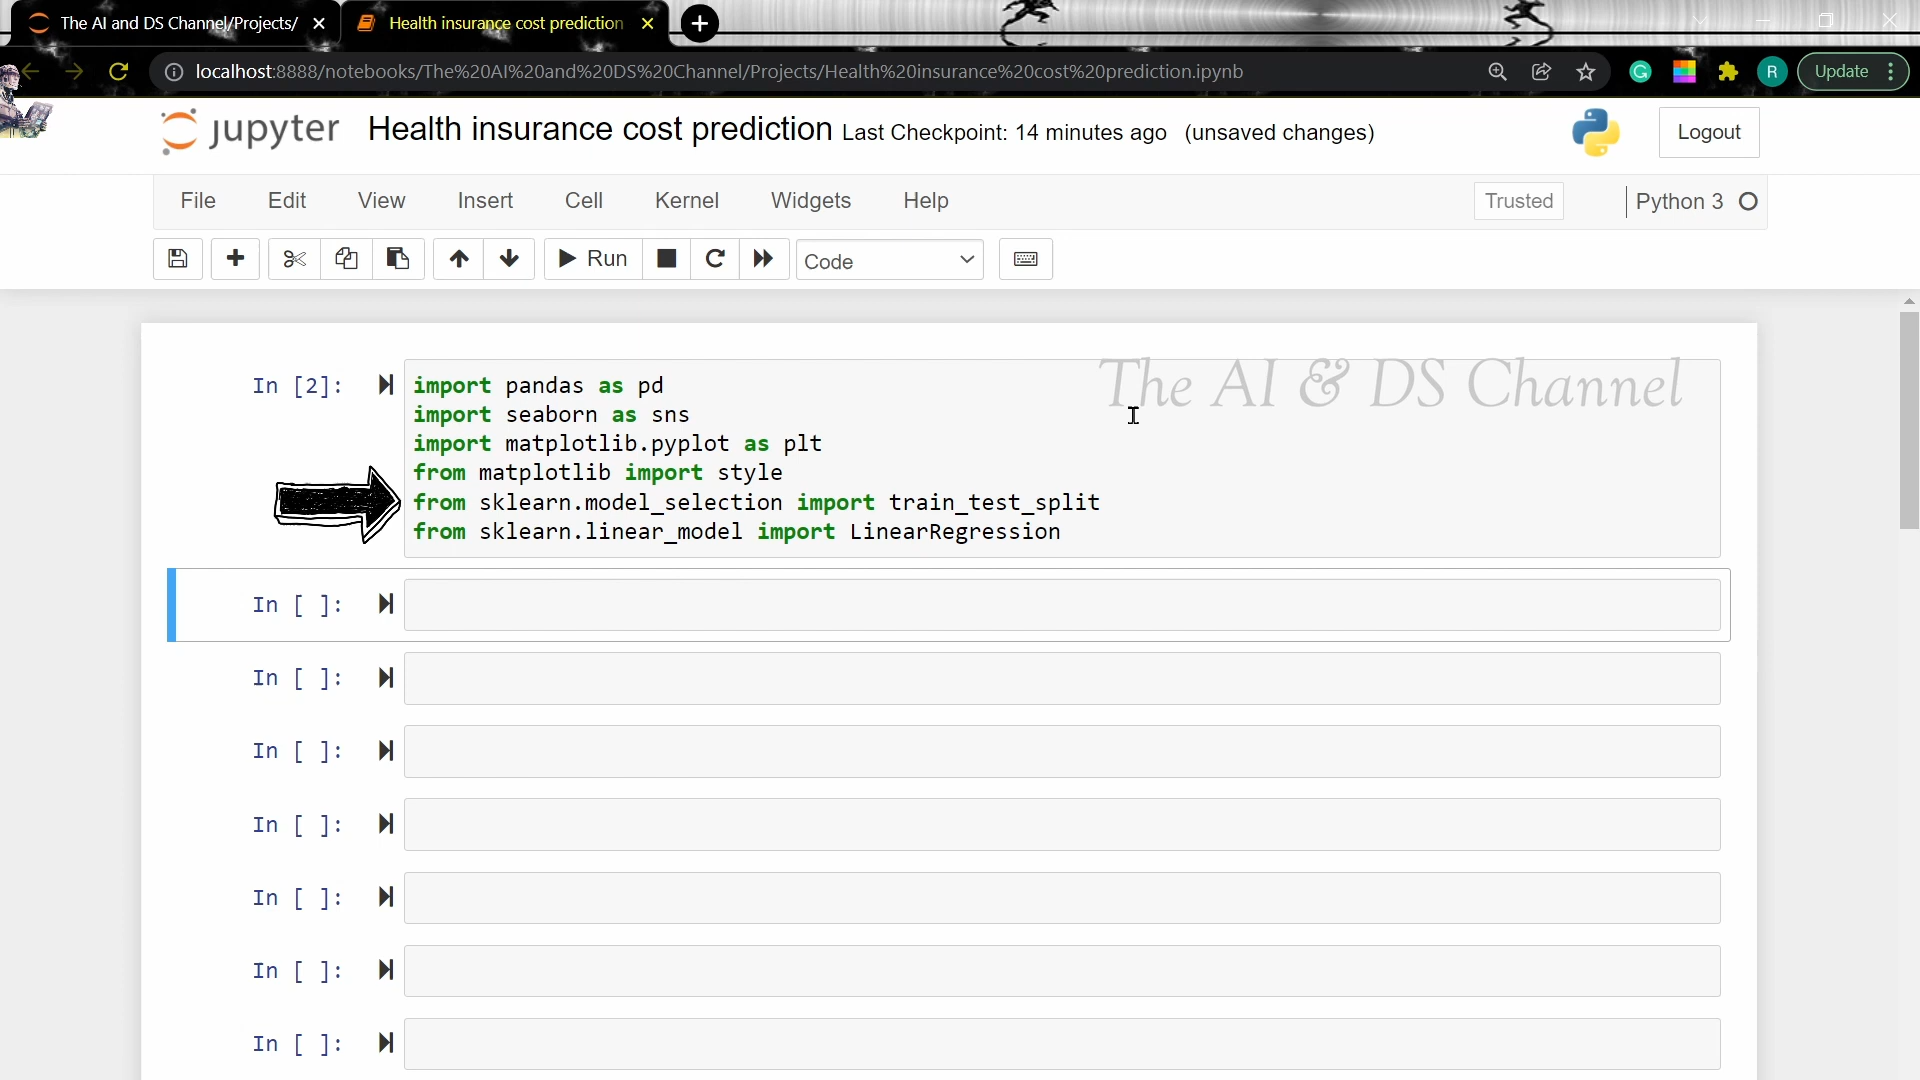 The AI and DS Channel/Projects/
Health insurance cost prediction
localhost:8888/notebooks/The%20AI%20and%20DS%20Channel/Projects/Health%20insurance%20cost%20prediction.ipynb
R
Update
jupyter
Health insurance cost prediction
Last Checkpoint: 14 minutes ago (unsaved changes)
Logout
File Edit View Insert Cell Kernel Widgets Help
Trusted
Python 3
Run
Code
The AI & DS Channel
In [2]:
import pandas as pd
import seaborn as sns
import matplotlib.pyplot as plt
from matplotlib import style
from sklearn.model_selection import train_test_split
from sklearn.linear_model import LinearRegression
In [ ]:
In [ ]:
In [ ]:
In [ ]:
In [ ]:
In [ ]:
In [ ]: